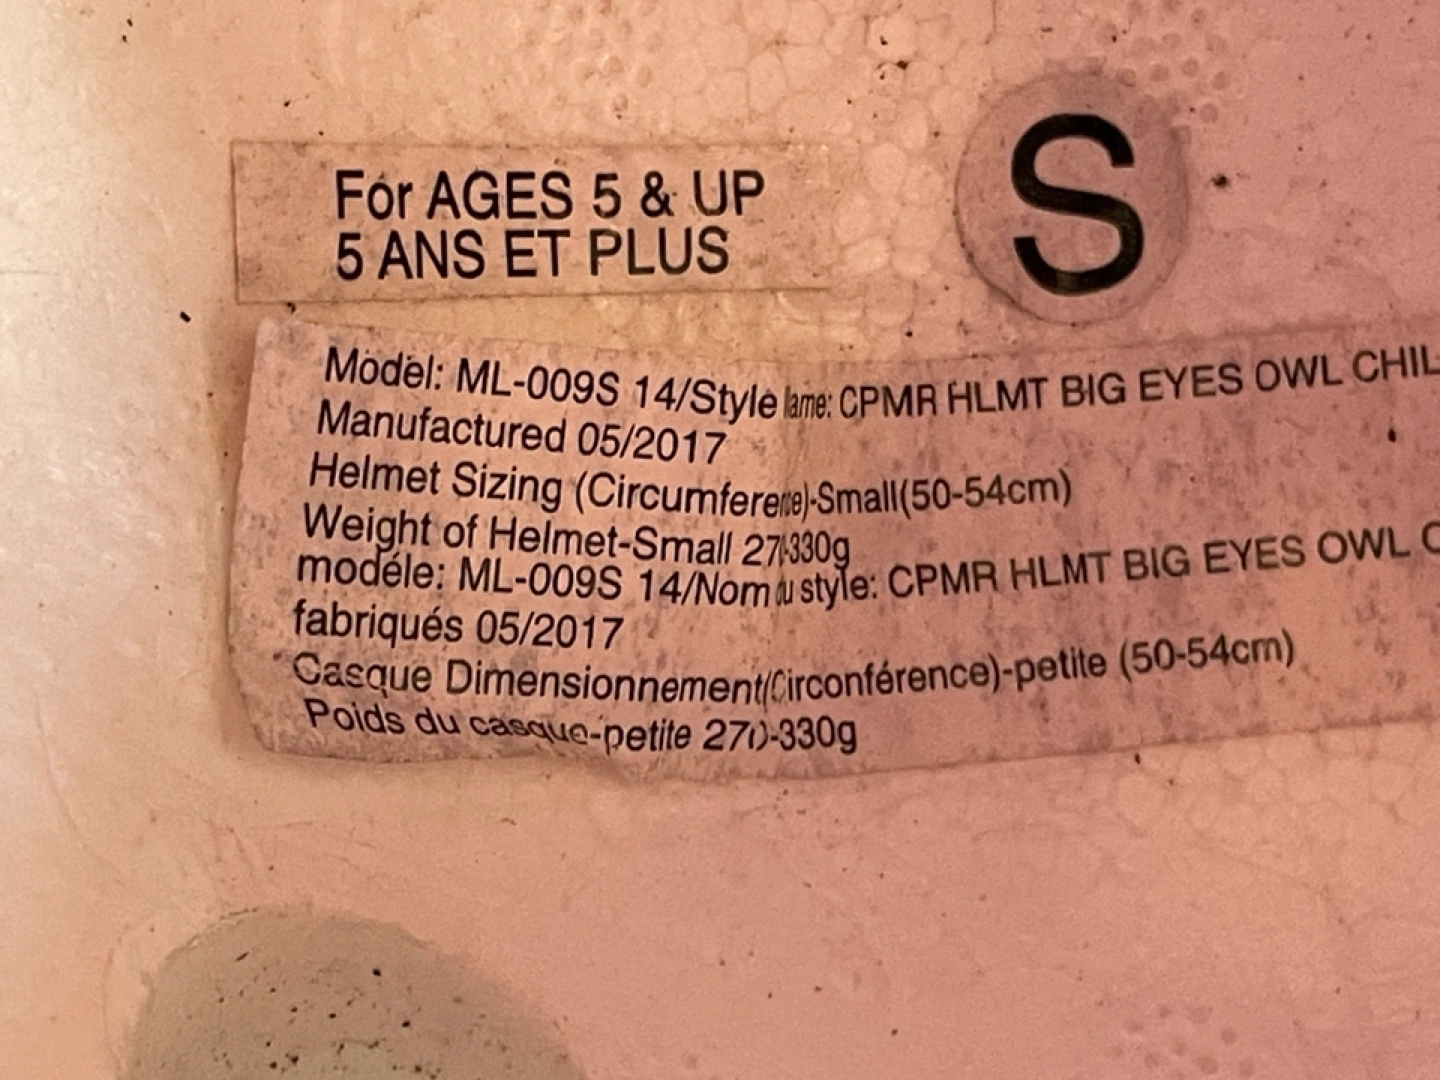 For AGES 5 & UP
5 ANS ET PLUS
S
Model: ML-009S 14/Style lame: CPMR HLMT BIG EYES OWL CHIL
Manufactured 05/2017
Helmet Sizing (Circumference)-Small(50-54cm)
Weight of Helmet-Small 270-330g
modéle: ML-009S 14/Nom du style: CPMR HLMT BIG EYES OWL C
fabriqués 05/2017
Casque Dimensionnement(Circonférence)-petite (50-54cm)
Poids du casque-petite 270-330g